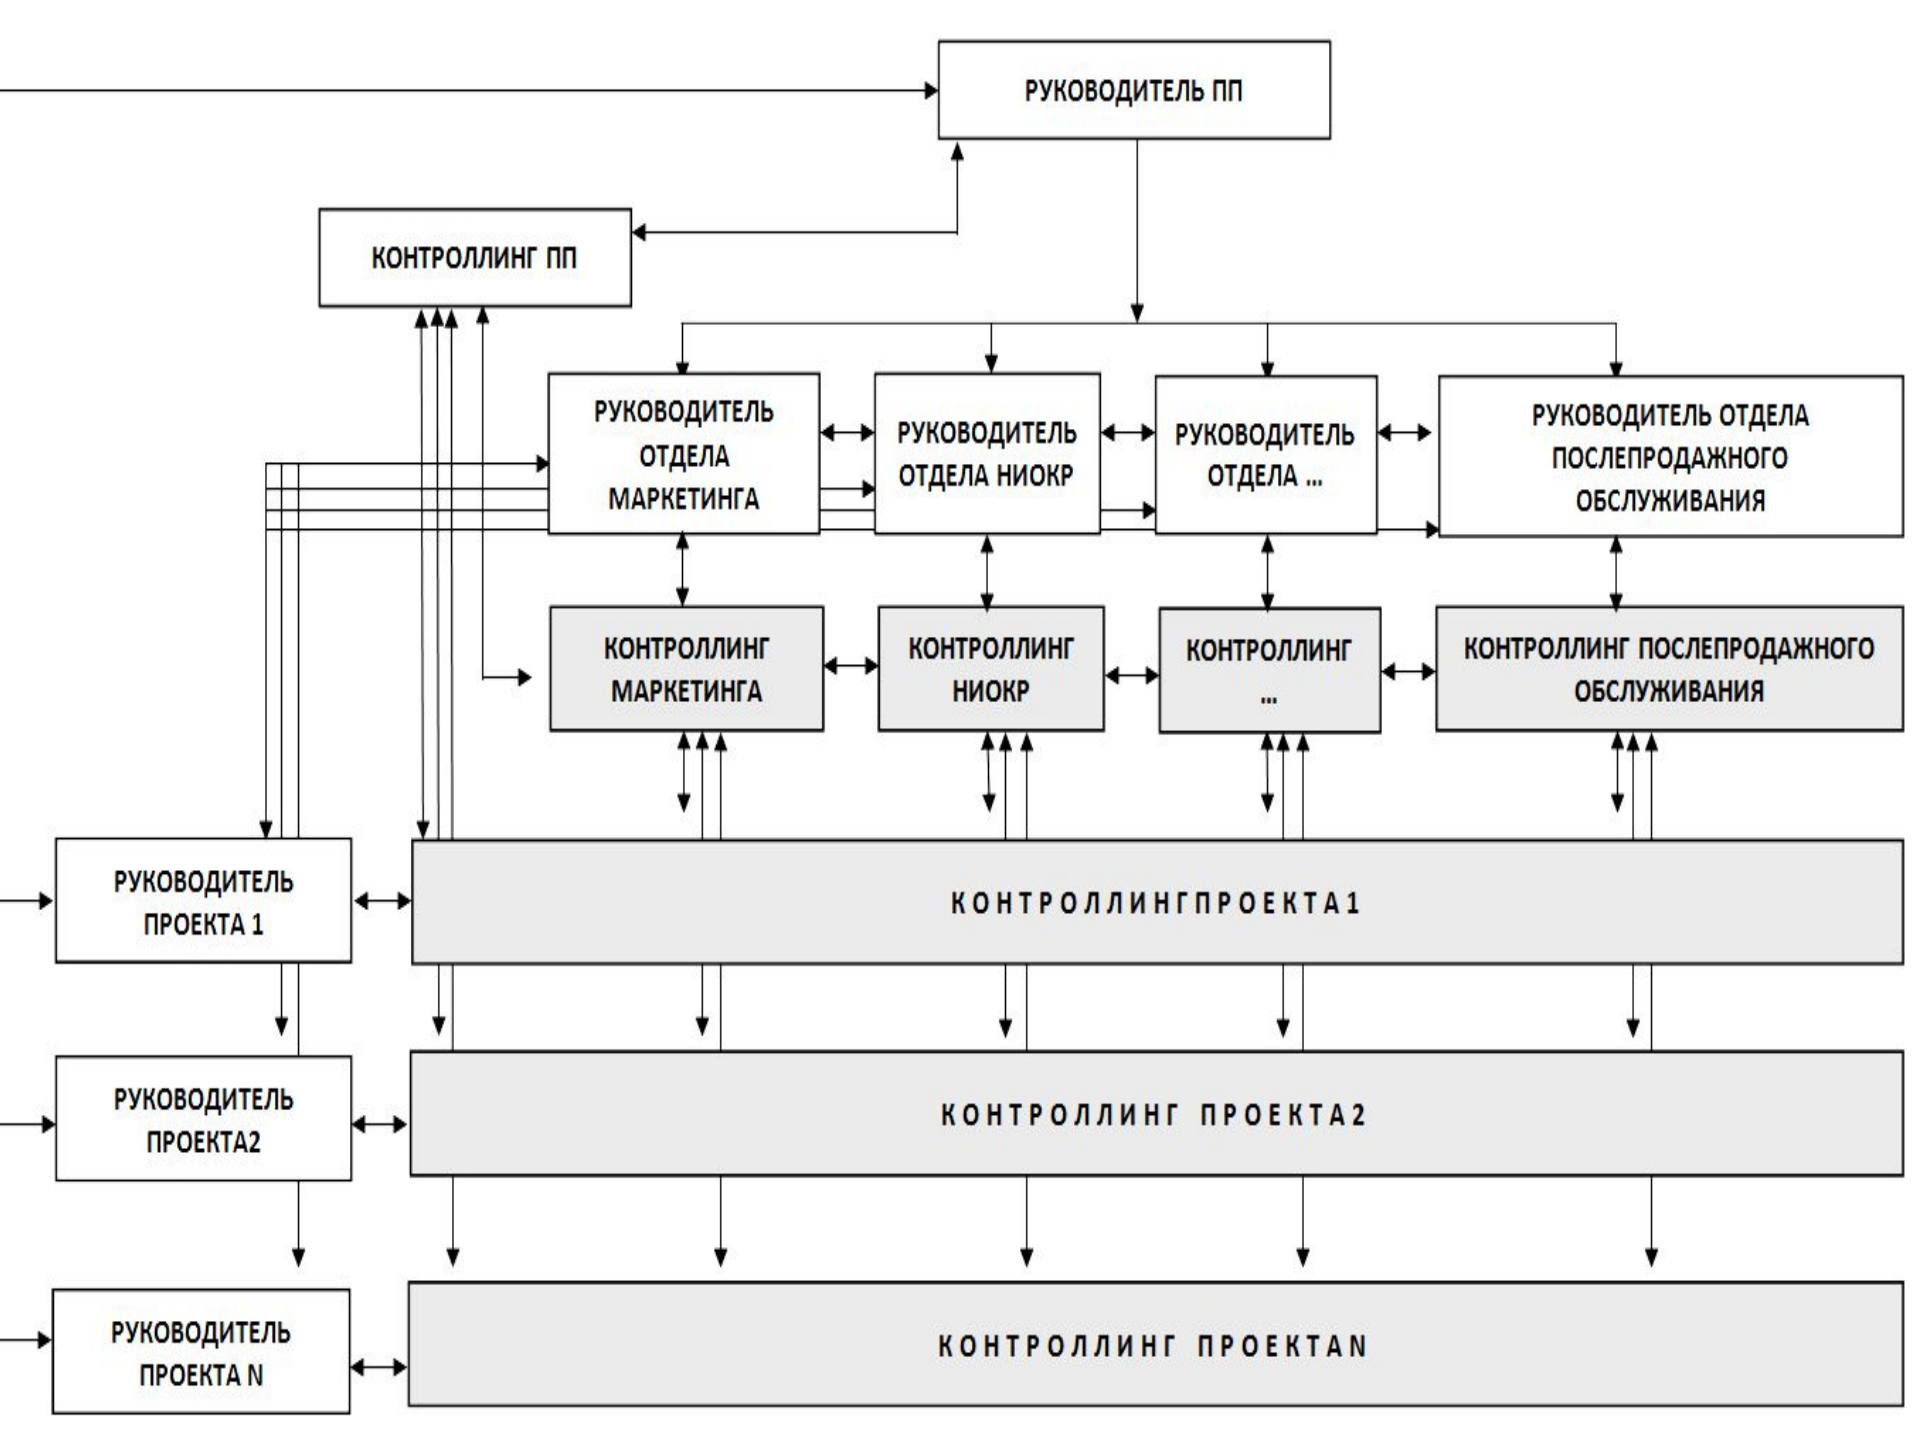 РУКОВОДИТЕЛЬ ПП
КОНТРОЛЛИНГ ПП
РУКОВОДИТЕЛЬ
ОТДЕЛА
МАРКЕТИНГА
РУКОВОДИТЕЛЬ
ОТДЕЛА НИОКР
РУКОВОДИТЕЛЬ
ОТДЕЛА ...
РУКОВОДИТЕЛЬ ОТДЕЛА
ПОСЛЕПРОДАЖНОГО
ОБСЛУЖИВАНИЯ
КОНТРОЛЛИНГ
МАРКЕТИНГА
КОНТРОЛЛИНГ
НИОКР
КОНТРОЛЛИНГ
...
КОНТРОЛЛИНГ ПОСЛЕПРОДАЖНОГО
ОБСЛУЖИВАНИЯ
РУКОВОДИТЕЛЬ
ПРОЕКТА 1
КОНТРОЛЛИНГПРОЕКТА1
РУКОВОДИТЕЛЬ
ПРОЕКТА2
КОНТРОЛЛИНГ ПРОЕКТА2
РУКОВОДИТЕЛЬ
ПРОЕКТА N
КОНТРОЛЛИНГ ПРОЕКТАN